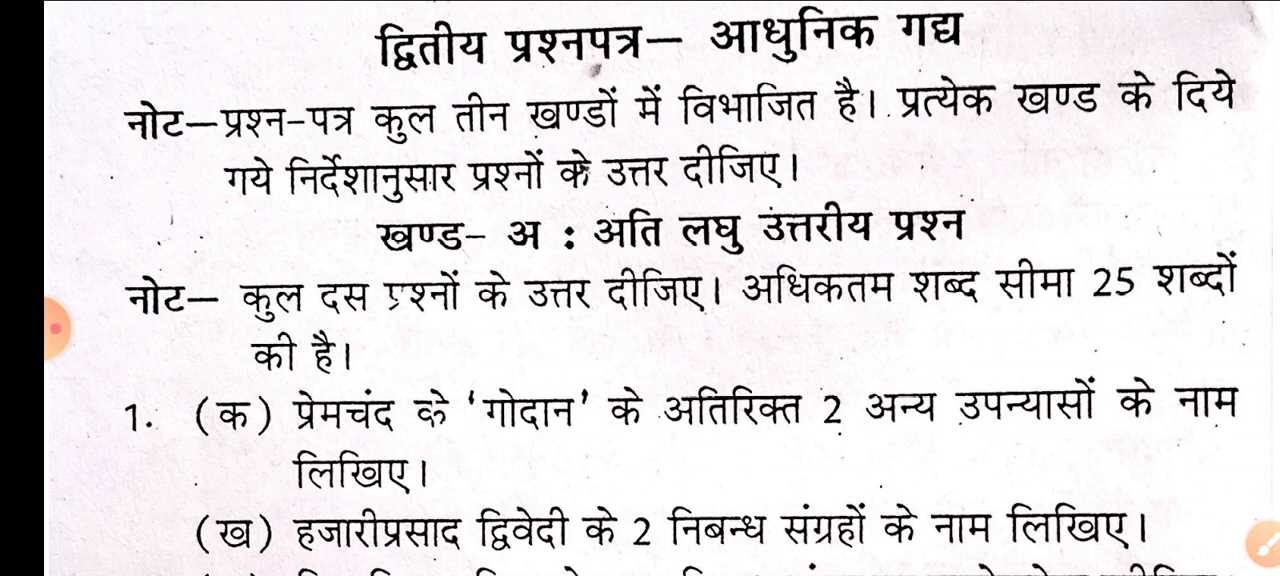 द्वितीय प्रश्नपत्र— आधुनिक गद्य
नोट—प्रश्न-पत्र कुल तीन खण्डों में विभाजित है। प्रत्येक खण्ड के दिये
गये निर्देशानुसार प्रश्नों के उत्तर दीजिए।
खण्ड- अ : अति लघु उत्तरीय प्रश्न
नोट— कुल दस प्रश्नों के उत्तर दीजिए। अधिकतम शब्द सीमा 25 शब्दों
की है।
1. (क) प्रेमचंद के 'गोदान' के अतिरिक्त 2 अन्य उपन्यासों के नाम
लिखिए।
(ख) हजारीप्रसाद द्विवेदी के 2 निबन्ध संग्रहों के नाम लिखिए।